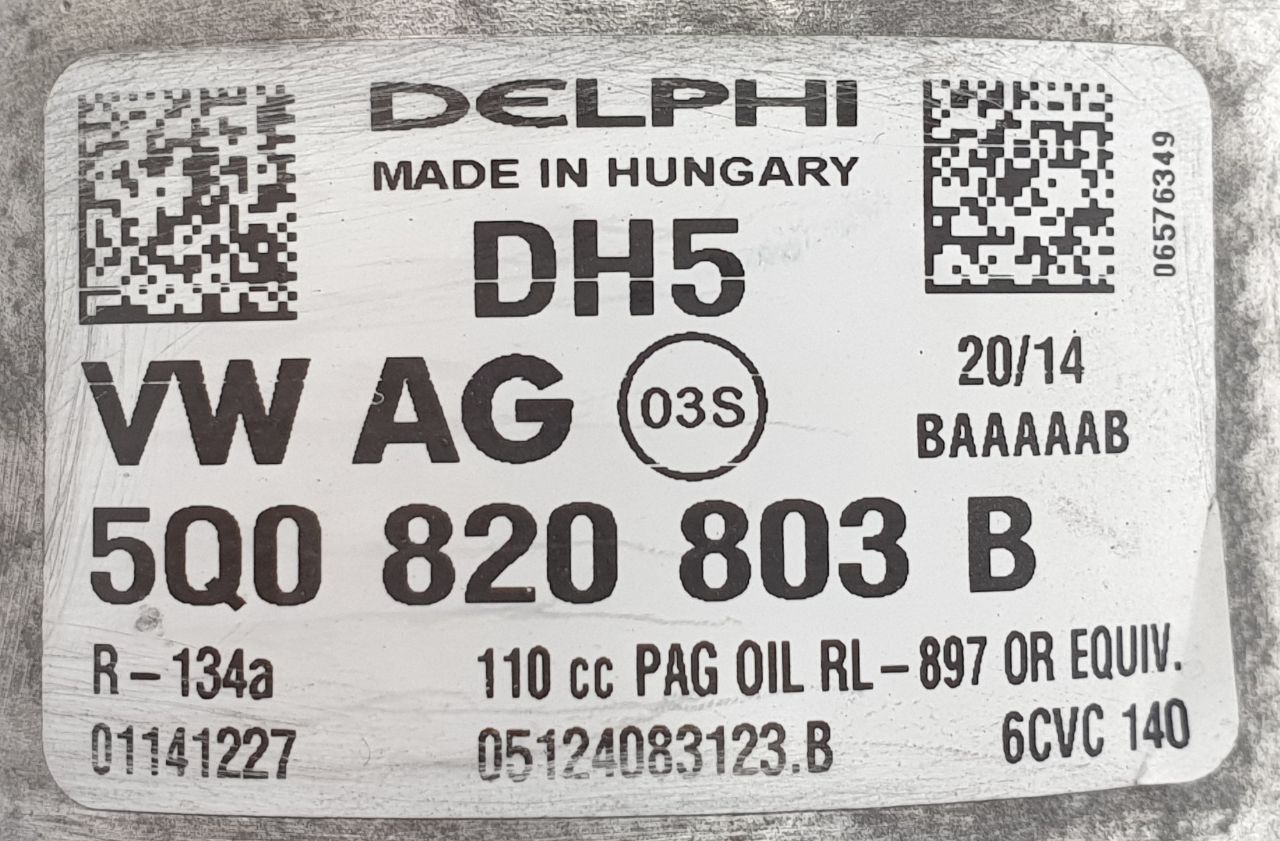 DELPHI
MADE IN HUNGARY
DH5
06576349
VW AG 03S
20/14
BAAAAAB
5Q0 820 803 B
R-134a 110 cc PAG OIL RL-897 OR EQUIV.
01141227 05124083123.B 6CVC 140